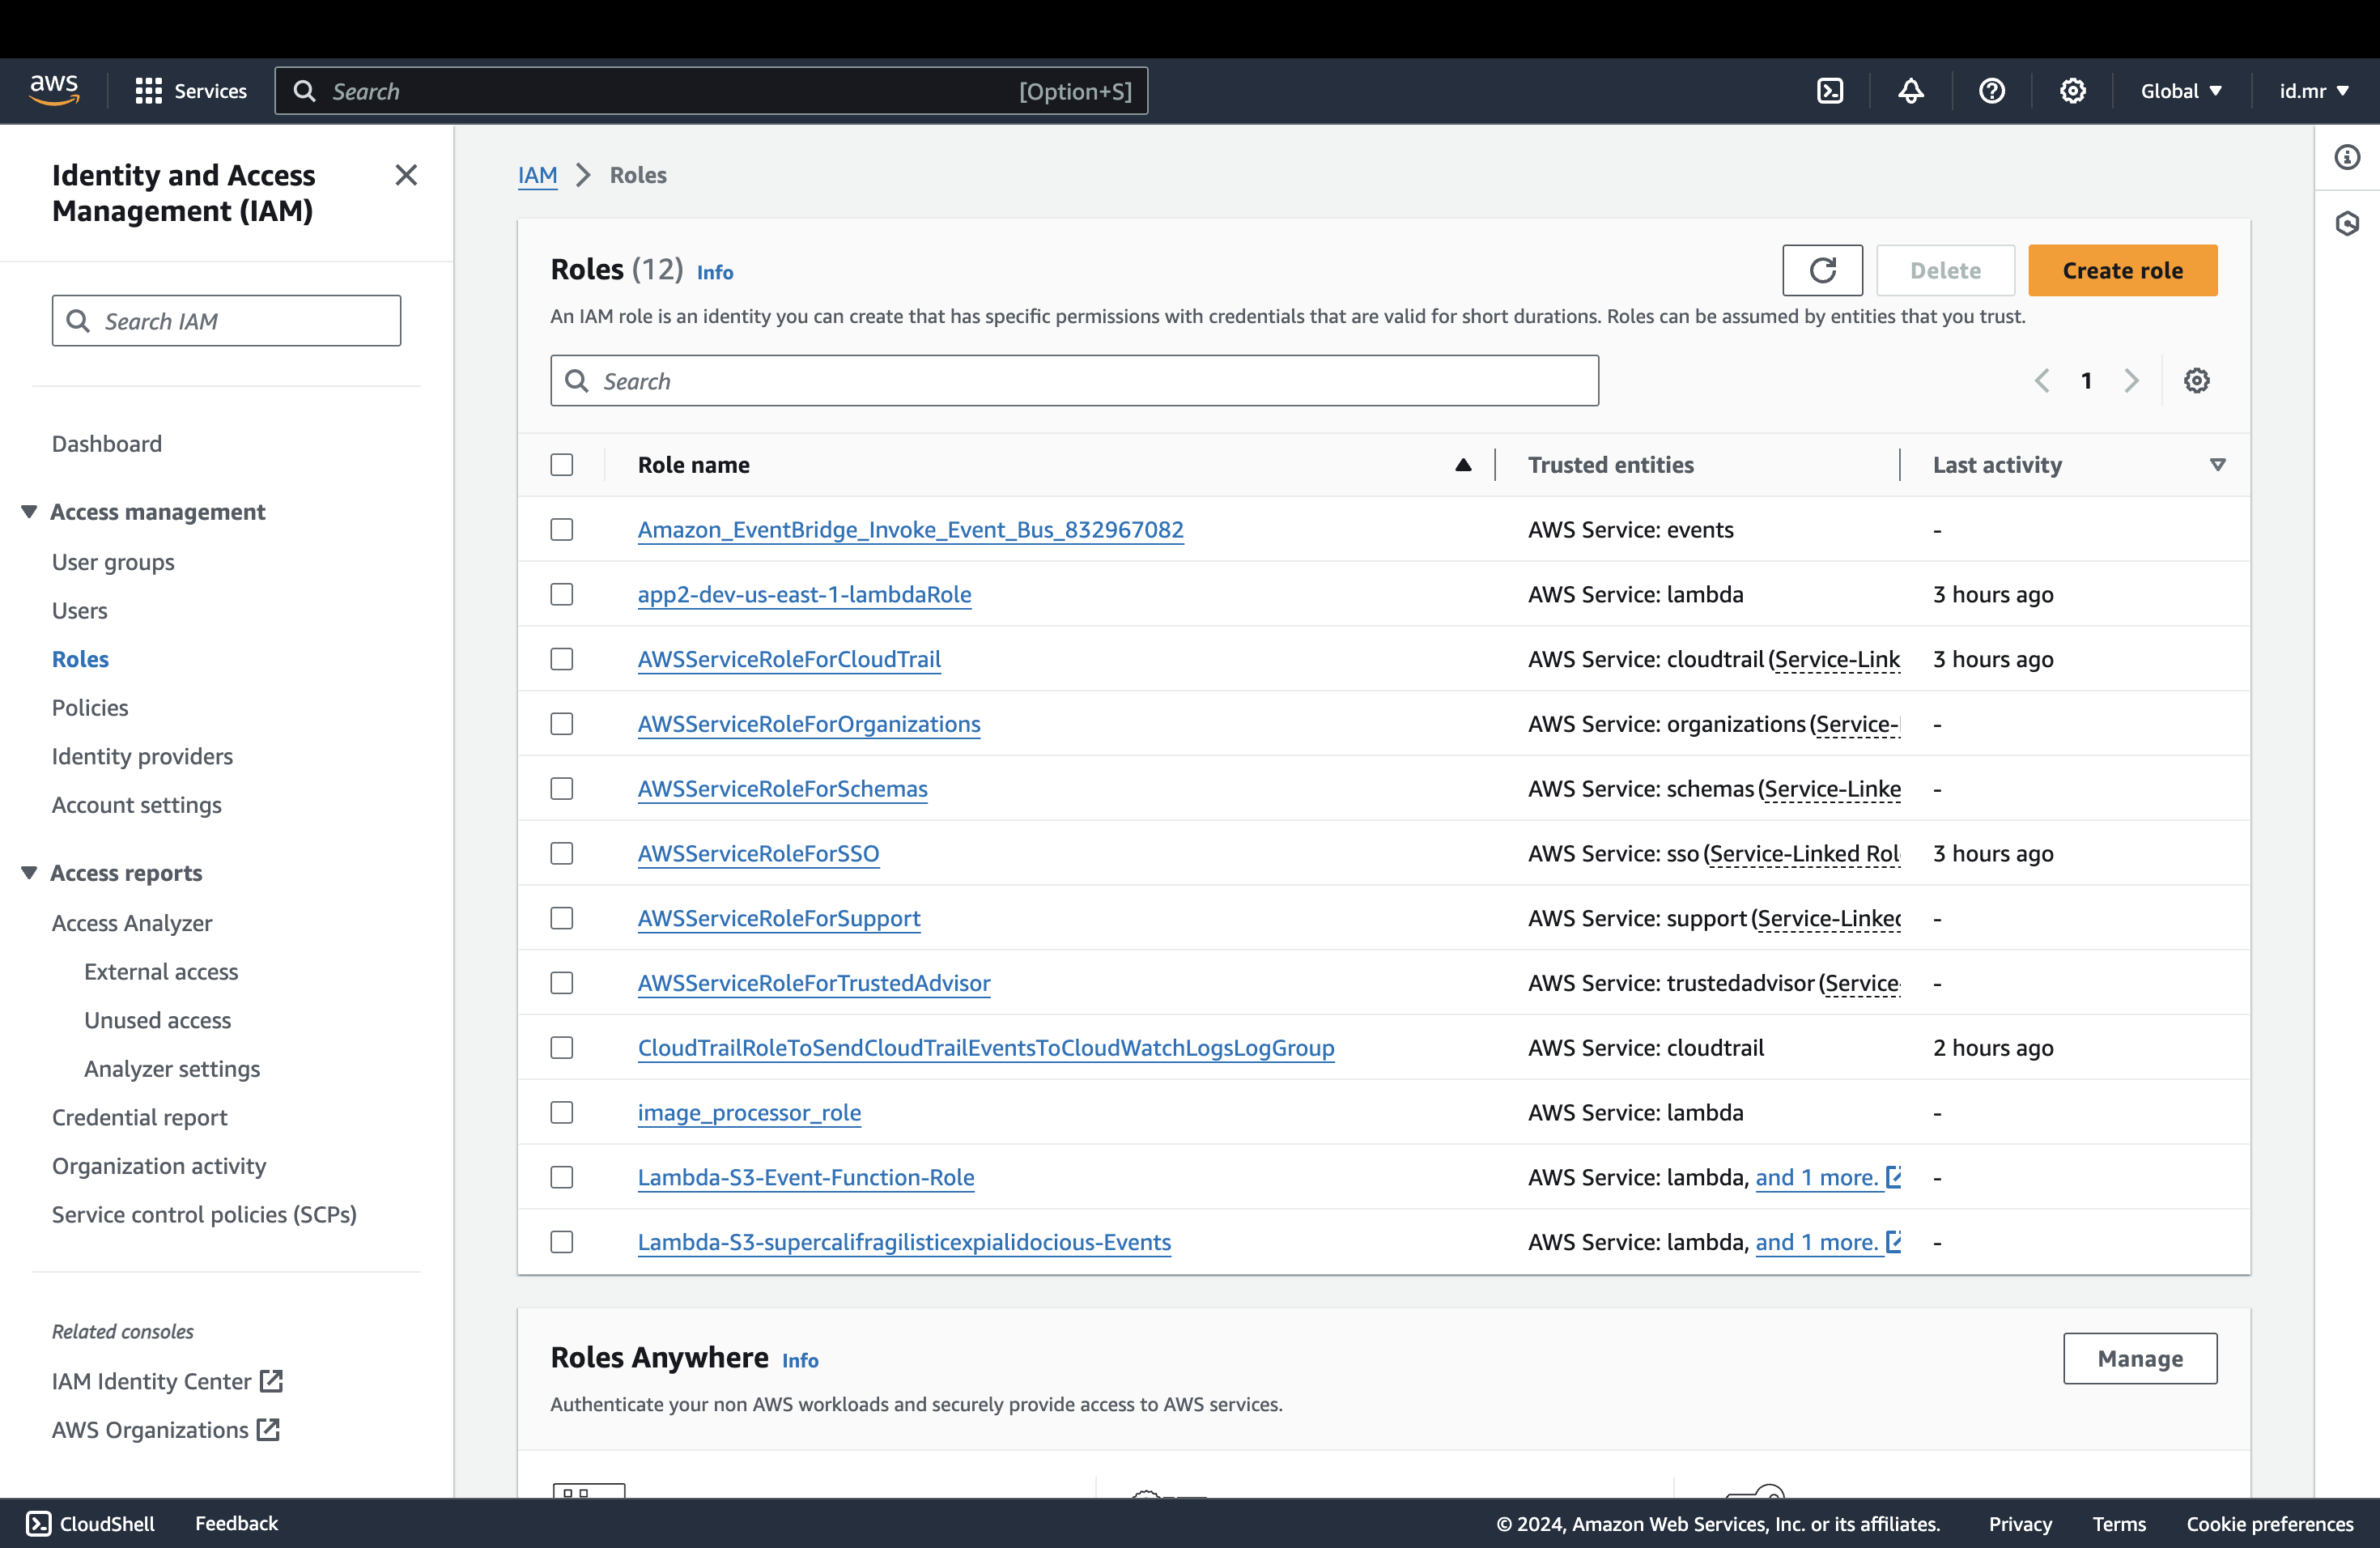 aws
Services
Search
[Option+S]
Global
id.mr
Identity and Access
Management (IAM)
Search IAM
Dashboard
Access management
User groups
Users
Roles
Policies
Identity providers
Account settings
Access reports
Access Analyzer
External access
Unused access
Analyzer settings
Credential report
Organization activity
Service control policies (SCPs)
Related consoles
IAM Identity Center
AWS Organizations
IAM > Roles
Roles (12) Info
Delete
Create role
An IAM role is an identity you can create that has specific permissions with credentials that are valid for short durations. Roles can be assumed by entities that you trust.
Search
1
Role name Trusted entities Last activity
Amazon_EventBridge_Invoke_Event_Bus_832967082 AWS Service: events -
app2-dev-us-east-1-lambdaRole AWS Service: lambda 3 hours ago
AWSServiceRoleForCloudTrail AWS Service: cloudtrail (Service-Link 3 hours ago
AWSServiceRoleForOrganizations AWS Service: organizations (Service- -
AWSServiceRoleForSchemas AWS Service: schemas (Service-Linke -
AWSServiceRoleForSSO AWS Service: sso (Service-Linked Rol 3 hours ago
AWSServiceRoleForSupport AWS Service: support (Service-Linked -
AWSServiceRoleForTrustedAdvisor AWS Service: trustedadvisor (Service- -
CloudTrailRoleToSendCloudTrailEventsToCloudWatchLogsLogGroup AWS Service: cloudtrail 2 hours ago
image_processor_role AWS Service: lambda -
Lambda-S3-Event-Function-Role AWS Service: lambda, and 1 more. -
Lambda-S3-supercalifragilisticexpialidocious-Events AWS Service: lambda, and 1 more. -
Roles Anywhere Info
Manage
Authenticate your non AWS workloads and securely provide access to AWS services.
CloudShell
Feedback
© 2024, Amazon Web Services, Inc. or its affiliates.
Privacy
Terms
Cookie preferences